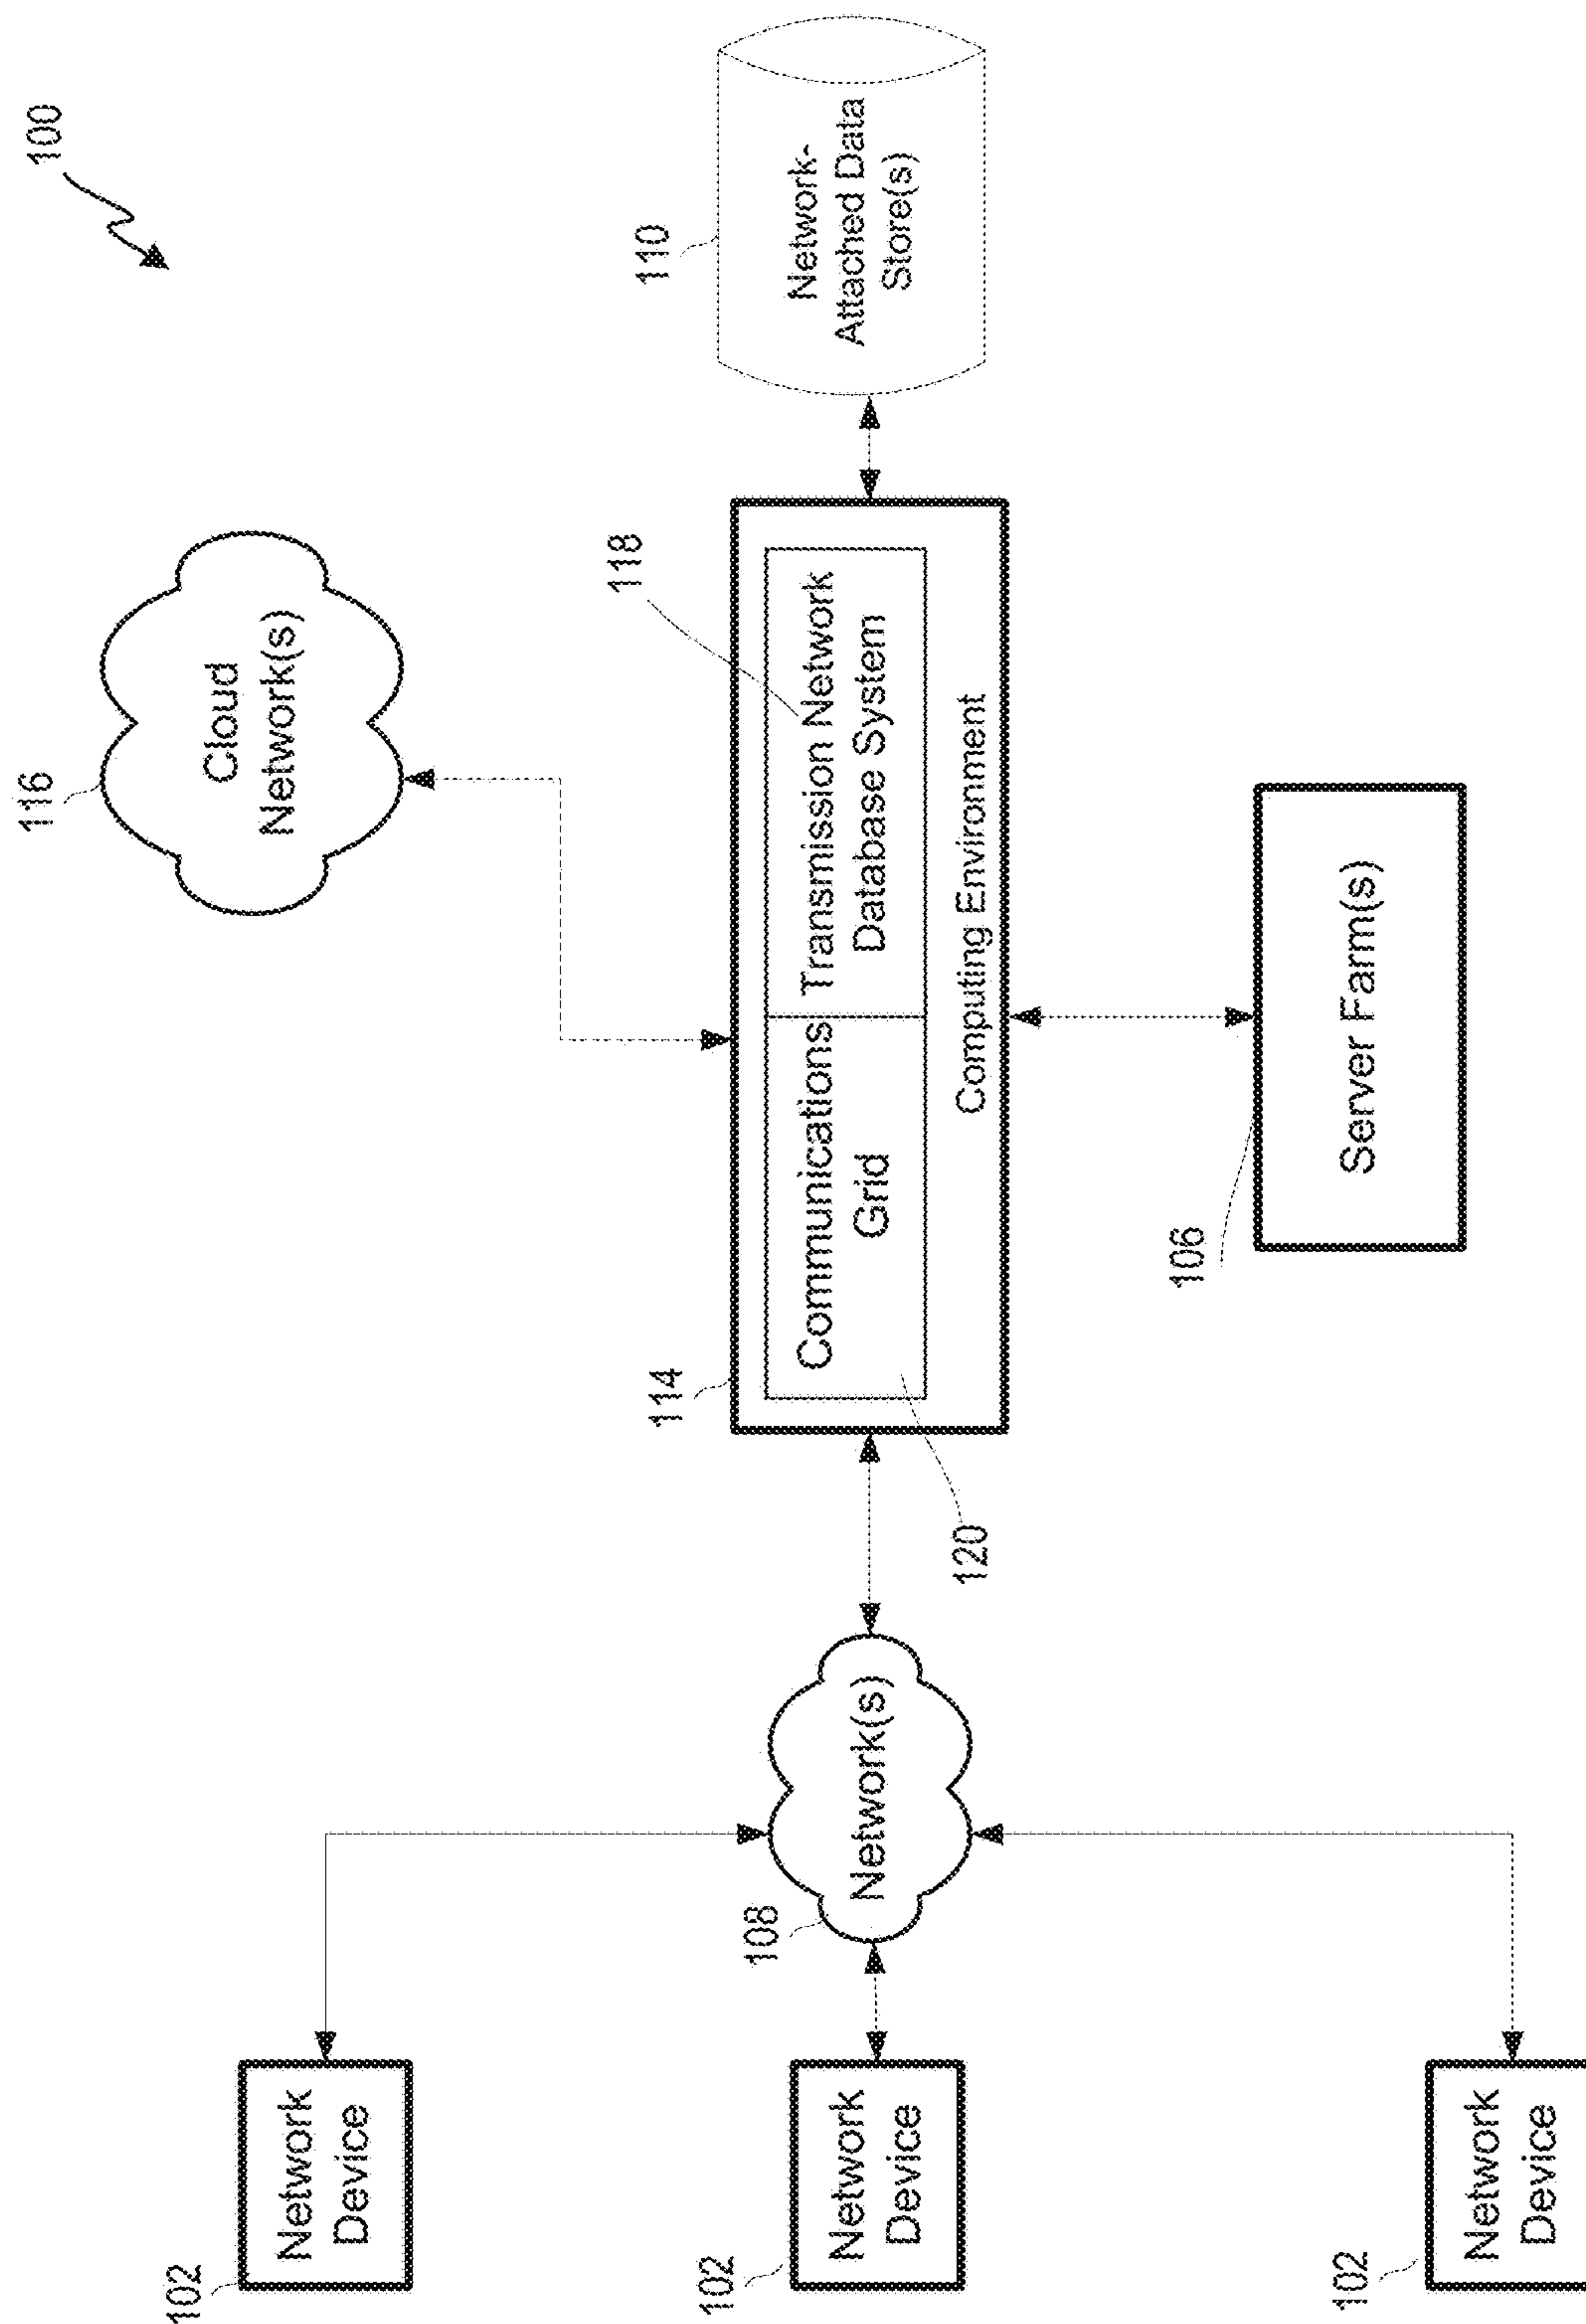 100
116
Cloud
Network(s)
110
Network-
Attached Data
Store(s)
118
114
Communications
Grid
Transmission Network
Database System
Computing Environment
120
106
Server Farm(s)
108
Network(s)
102
Network
Device
102
Network
Device
102
Network
Device